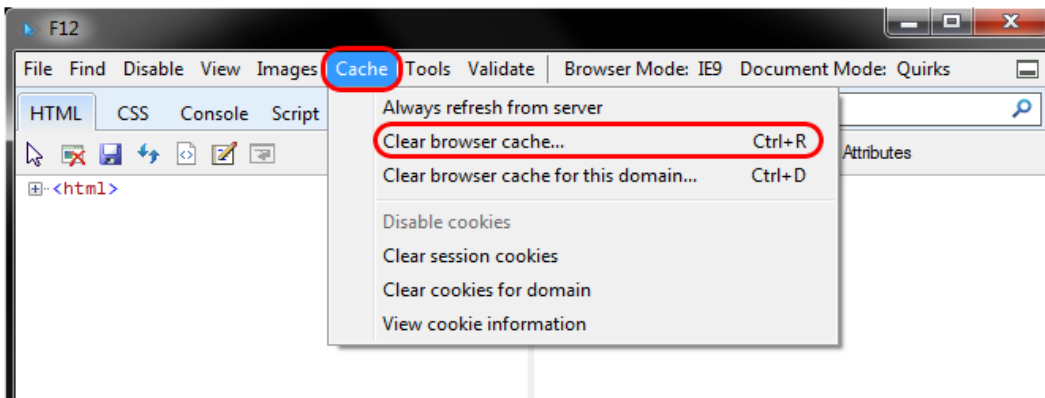 F12
File Find Disable View Images Cache Tools Validate Browser Mode: IE9 Document Mode: Quirks
HTML CSS Console Script
Always refresh from server
Clear browser cache... Ctrl+R
Attributes
Clear browser cache for this domain... Ctrl+D
<html>
Disable cookies
Clear session cookies
Clear cookies for domain
View cookie information